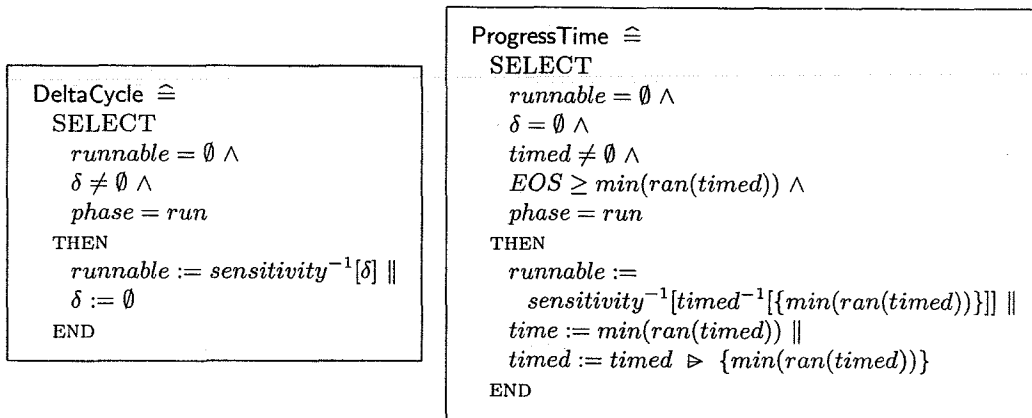 DeltaCycle ≙
SELECT
runnable = ∅ ∧
δ ≠ ∅ ∧
phase = run
THEN
runnable := sensitivity⁻¹[δ] ||
δ := ∅
END
ProgressTime ≙
SELECT
runnable = ∅ ∧
δ = ∅ ∧
timed ≠ ∅ ∧
EOS ≥ min(ran(timed)) ∧
phase = run
THEN
runnable :=
sensitivity⁻¹[timed⁻¹[{min(ran(timed))}]] ||
time := min(ran(timed)) ||
timed := timed ⩥ {min(ran(timed))}
END